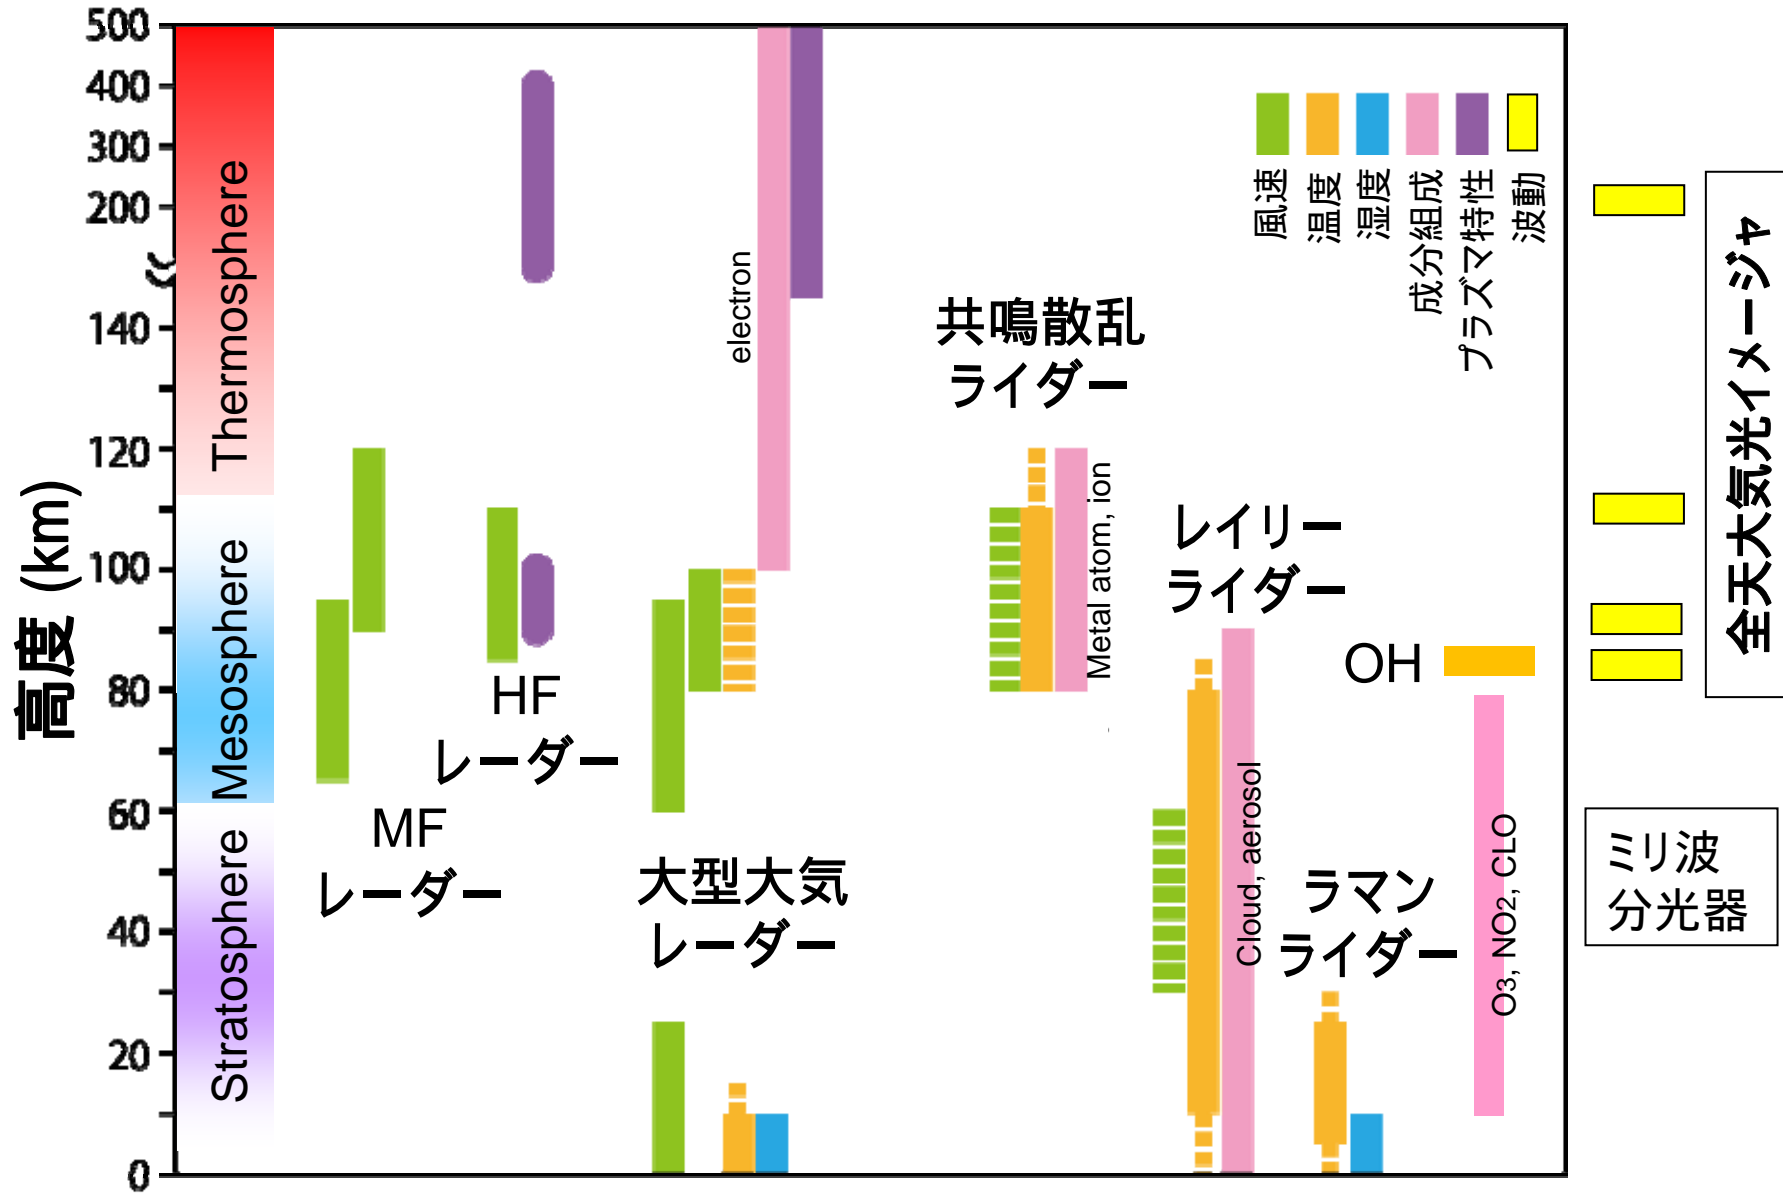 高度 (km)
500
400
300
200
140
120
100
80
60
40
20
0
Thermosphere
Mesosphere
Stratosphere
MF
レーダー
HF
レーダー
electron
大型大気
レーダー
共鳴散乱
ライダー
Metal atom, ion
レイリー
ライダー
Cloud, aerosol
ラマン
ライダー
OH
O3, NO2, CLO
風速
温度
湿度
成分組成
プラズマ特性
波動
全天大気光イメージャ
ミリ波
分光器